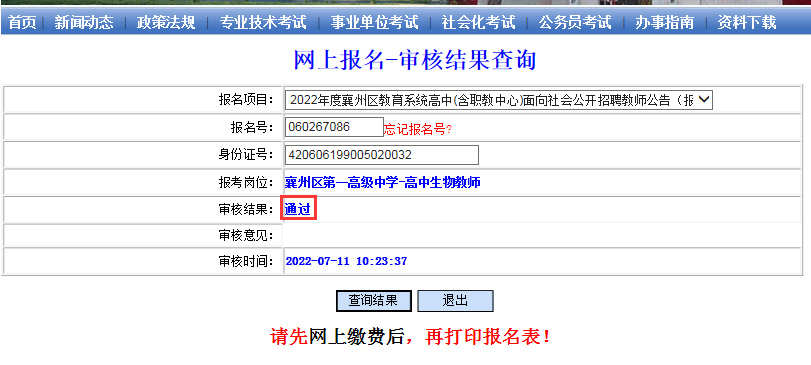 首页 | 新闻动态 | 政策法规 | 专业技术考试 | 事业单位考试 | 社会化考试 | 公务员考试 | 办事指南 | 资料下载
网上报名-审核结果查询
报名项目: 2022年度襄州区教育系统高中(含职教中心)面向社会公开招聘教师公告（报
报名号: 060267086 忘记报名号?
身份证号: 420606199005020032
报考岗位: 襄州区第一高级中学-高中生物教师
审核结果: 通过
审核意见:
审核时间: 2022-07-11 10:23:37
查询结果 退出
请先网上缴费后，再打印报名表！